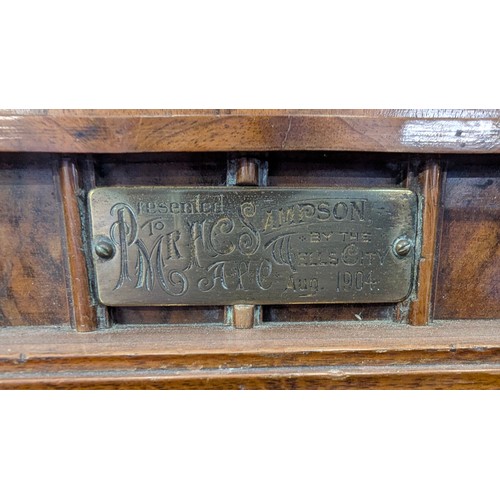 Presented
To Mr H C Sampson
By the
Wells City
A F C
Aug. 1904.